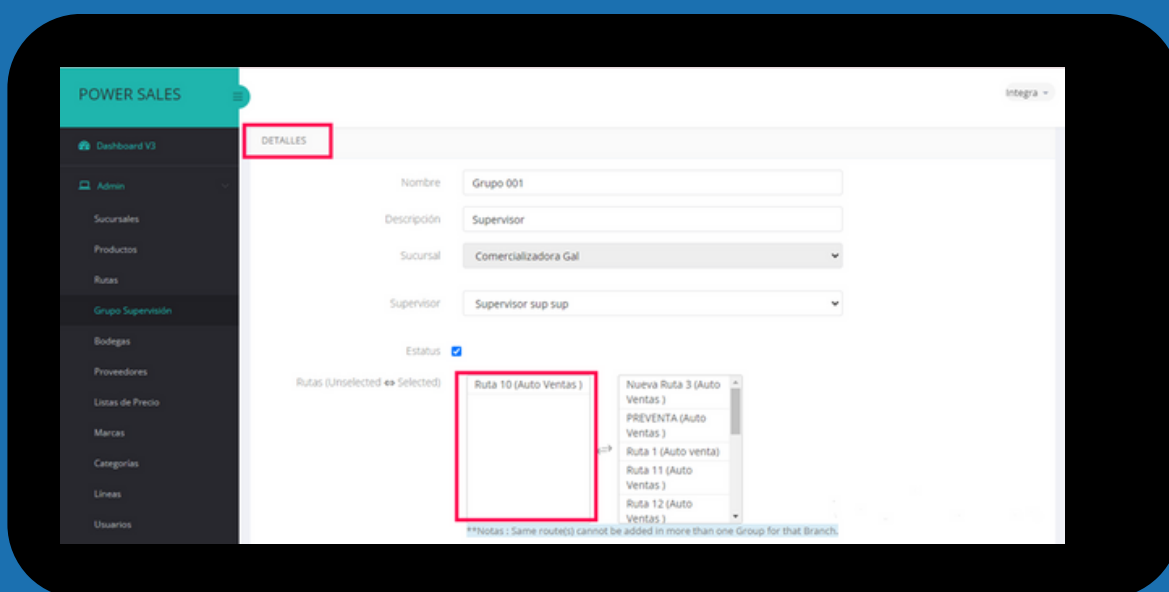 POWER SALES
Integra
Dashboard V3
DETALLES
Admin
Nombre
Grupo 001
Sucursales
Descripción
Supervisor
Productos
Sucursal
Comercializadora Gal
Rutas
Grupo Supervisión
Supervisor
Supervisor sup sup
Bodegas
Estatus
Proveedores
Rutas (Unselected ⇔ Selected)
Ruta 10 (Auto Ventas )
Nueva Ruta 3 (Auto
Ventas )
PREVENTA (Auto
Ventas )
Ruta 1 (Auto venta)
Ruta 11 (Auto
Ventas )
Ruta 12 (Auto
Ventas )
Listas de Precio
Marcas
Categorías
Líneas
Usuarios
**Notas : Same route(s) cannot be added in more than one Group for that Branch.